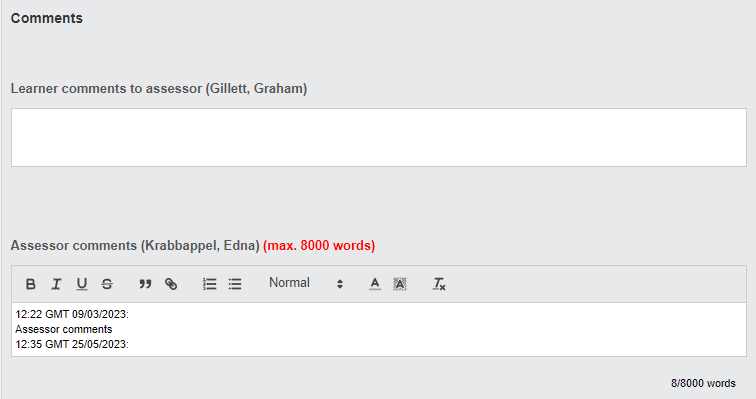 Comments
Learner comments to assessor (Gillett, Graham)
Assessor comments (Krabbappel, Edna) (max. 8000 words)
B I U S Normal A A Tx
12:22 GMT 09/03/2023:
Assessor comments
12:35 GMT 25/05/2023:
8/8000 words